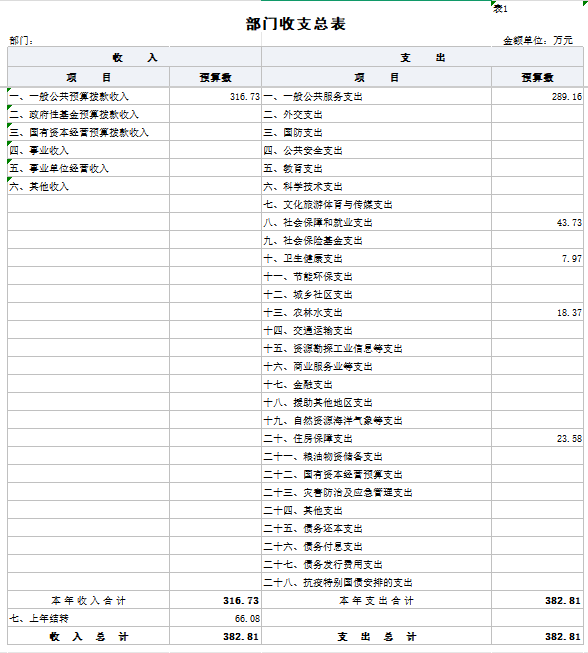 表1
部门收支总表
部门： 金额单位：万元
收 入 支 出
项 目 预算数 项 目 预算数
一、一般公共预算拨款收入 316.73 一、一般公共服务支出 289.16
二、政府性基金预算拨款收入 二、外交支出
三、国有资本经营预算拨款收入 三、国防支出
四、事业收入 四、公共安全支出
五、事业单位经营收入 五、教育支出
六、其他收入 六、科学技术支出
七、文化旅游体育与传媒支出
八、社会保障和就业支出 43.73
九、社会保险基金支出
十、卫生健康支出 7.97
十一、节能环保支出
十二、城乡社区支出
十三、农林水支出 18.37
十四、交通运输支出
十五、资源勘探工业信息等支出
十六、商业服务业等支出
十七、金融支出
十八、援助其他地区支出
十九、自然资源海洋气象等支出
二十、住房保障支出 23.58
二十一、粮油物资储备支出
二十二、国有资本经营预算支出
二十三、灾害防治及应急管理支出
二十四、其他支出
二十五、债务还本支出
二十六、债务付息支出
二十七、债务发行费用支出
二十八、抗疫特别国债安排的支出
本年收入合计 316.73 本年支出合计 382.81
七、上年结转 66.08
收 入 总 计 382.81 支 出 总 计 382.81